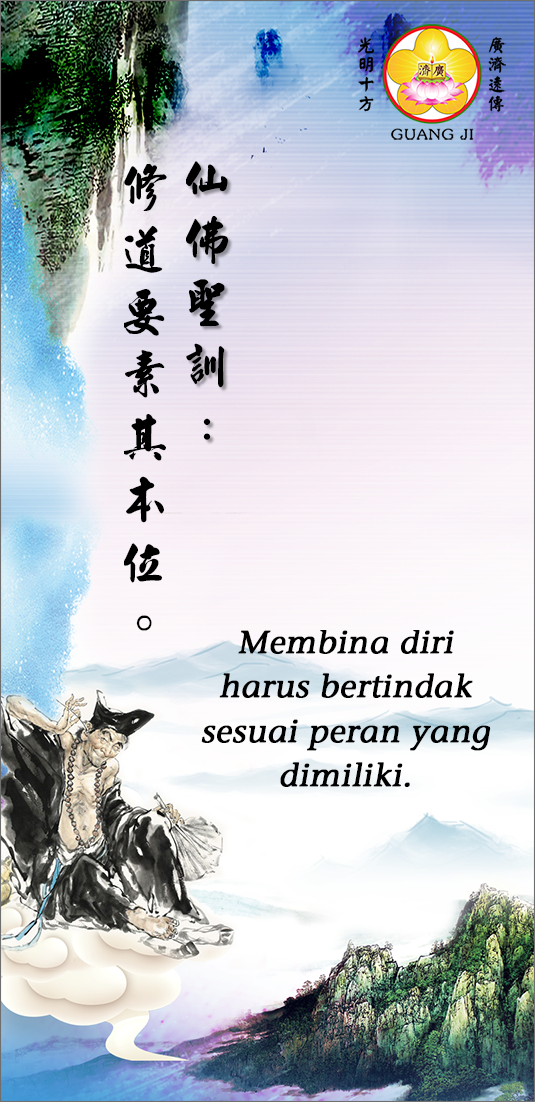 廣濟遠傳
光明十方
廣濟
GUANG JI
仙佛聖訓：
修道要素其本位。
Membina diri
harus bertindak
sesuai peran yang
dimiliki.